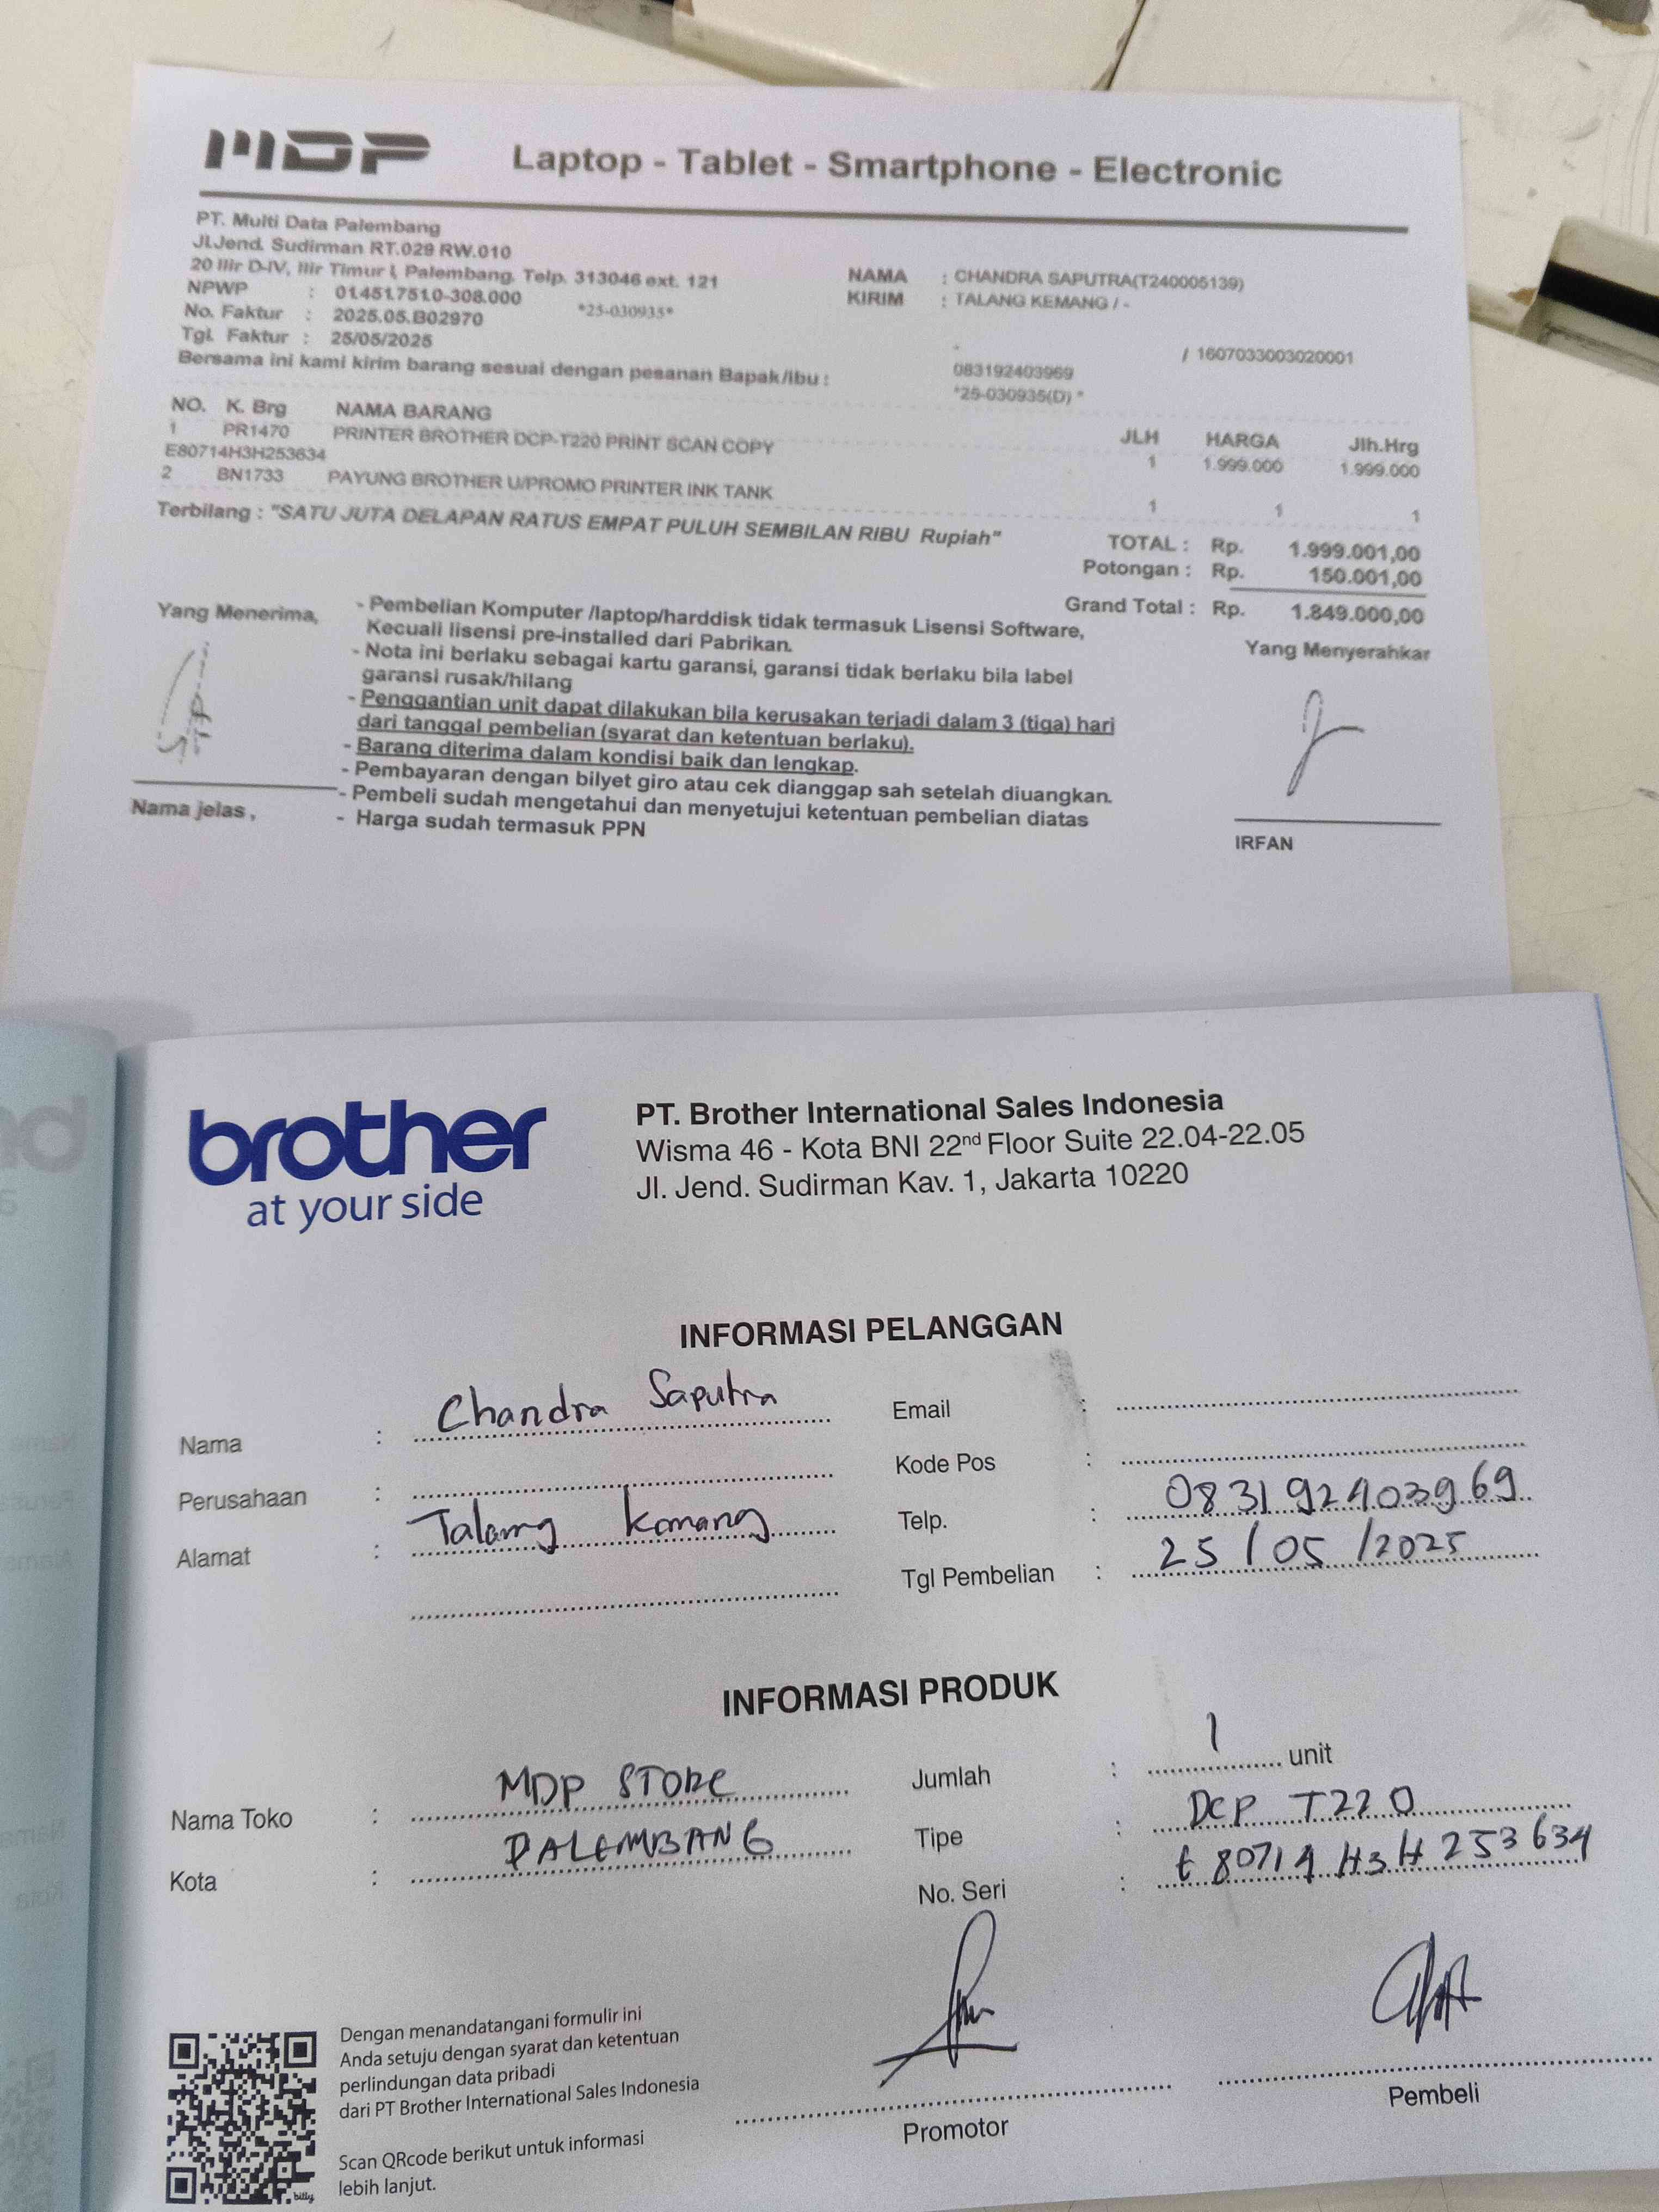 MDP Laptop - Tablet - Smartphone - Electronic
PT. Multi Data Palembang
Jl.Jend. Sudirman RT.029 RW.010
20 Ilir D-IV, Ilir Timur I, Palembang. Telp. 313046 ext. 121
NPWP : 01.451.751.0-308.000
No. Faktur : 2025.05.B02970 *25-030935*
Tgl. Faktur : 25/05/2025
Bersama ini kami kirim barang sesuai dengan pesanan Bapak/Ibu :
NAMA : CHANDRA SAPUTRA(T240005139)
KIRIM : TALANG KEMANG / -
- / 1607033003020001
083192403969
*25-030935(D) *
NO. K. Brg NAMA BARANG JLH HARGA Jlh.Hrg
1 PR1470 PRINTER BROTHER DCP-T220 PRINT SCAN COPY 1 1.999.000 1.999.000
E80714H3H253634
2 BN1733 PAYUNG BROTHER U/PROMO PRINTER INK TANK 1 1 1
Terbilang : "SATU JUTA DELAPAN RATUS EMPAT PULUH SEMBILAN RIBU Rupiah"
TOTAL : Rp. 1.999.001,00
Potongan : Rp. 150.001,00
Grand Total : Rp. 1.849.000,00
Yang Menerima,
- Pembelian Komputer /laptop/harddisk tidak termasuk Lisensi Software,
Kecuali lisensi pre-installed dari Pabrikan.
- Nota ini berlaku sebagai kartu garansi, garansi tidak berlaku bila label
garansi rusak/hilang
- Penggantian unit dapat dilakukan bila kerusakan terjadi dalam 3 (tiga) hari
dari tanggal pembelian (syarat dan ketentuan berlaku).
- Barang diterima dalam kondisi baik dan lengkap.
- Pembayaran dengan bilyet giro atau cek dianggap sah setelah diuangkan.
- Pembeli sudah mengetahui dan menyetujui ketentuan pembelian diatas
- Harga sudah termasuk PPN
Nama jelas ,
Yang Menyerahkar
IRFAN
brother
at your side
PT. Brother International Sales Indonesia
Wisma 46 - Kota BNI 22nd Floor Suite 22.04-22.05
Jl. Jend. Sudirman Kav. 1, Jakarta 10220
INFORMASI PELANGGAN
Nama : Chandra Saputra
Perusahaan :
Alamat : Talang Kemang
Email :
Kode Pos :
Telp. : 083192403969
Tgl Pembelian : 25/05/2025
INFORMASI PRODUK
Nama Toko : MDP STORE
Kota : PALEMBANG
Jumlah : 1 unit
Tipe : DCP T220
No. Seri : E80714H3H253634
Dengan menandatangani formulir ini
Anda setuju dengan syarat dan ketentuan
perlindungan data pribadi
dari PT Brother International Sales Indonesia
Scan QRcode berikut untuk informasi
lebih lanjut.
bitly
Promotor
Pembeli